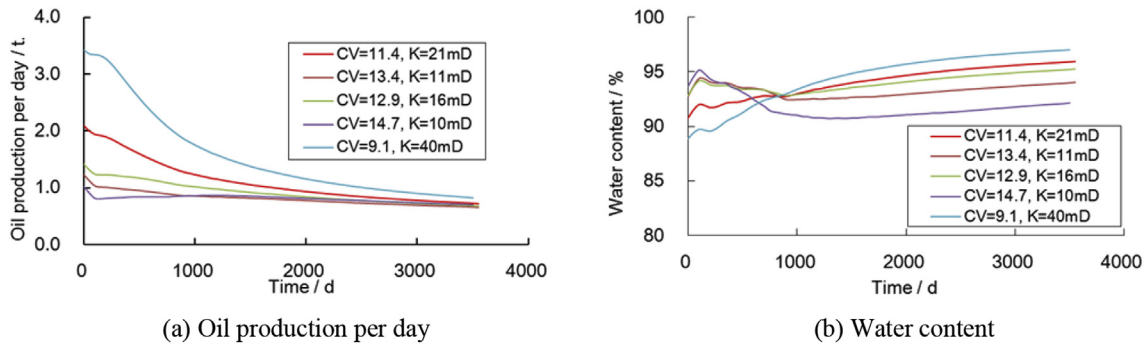 Oil production per day / t.
4.0
3.0
2.0
1.0
0.0
CV=11.4, K=21mD
CV=13.4, K=11mD
CV=12.9, K=16mD
CV=14.7, K=10mD
CV=9.1, K=40mD
0 1000 2000 3000 4000
Time / d
(a) Oil production per day
Water content / %
100
95
90
85
80
CV=11.4, K=21mD
CV=13.4, K=11mD
CV=12.9, K=16mD
CV=14.7, K=10mD
CV=9.1, K=40mD
0 1000 2000 3000 4000
Time / d
(b) Water content